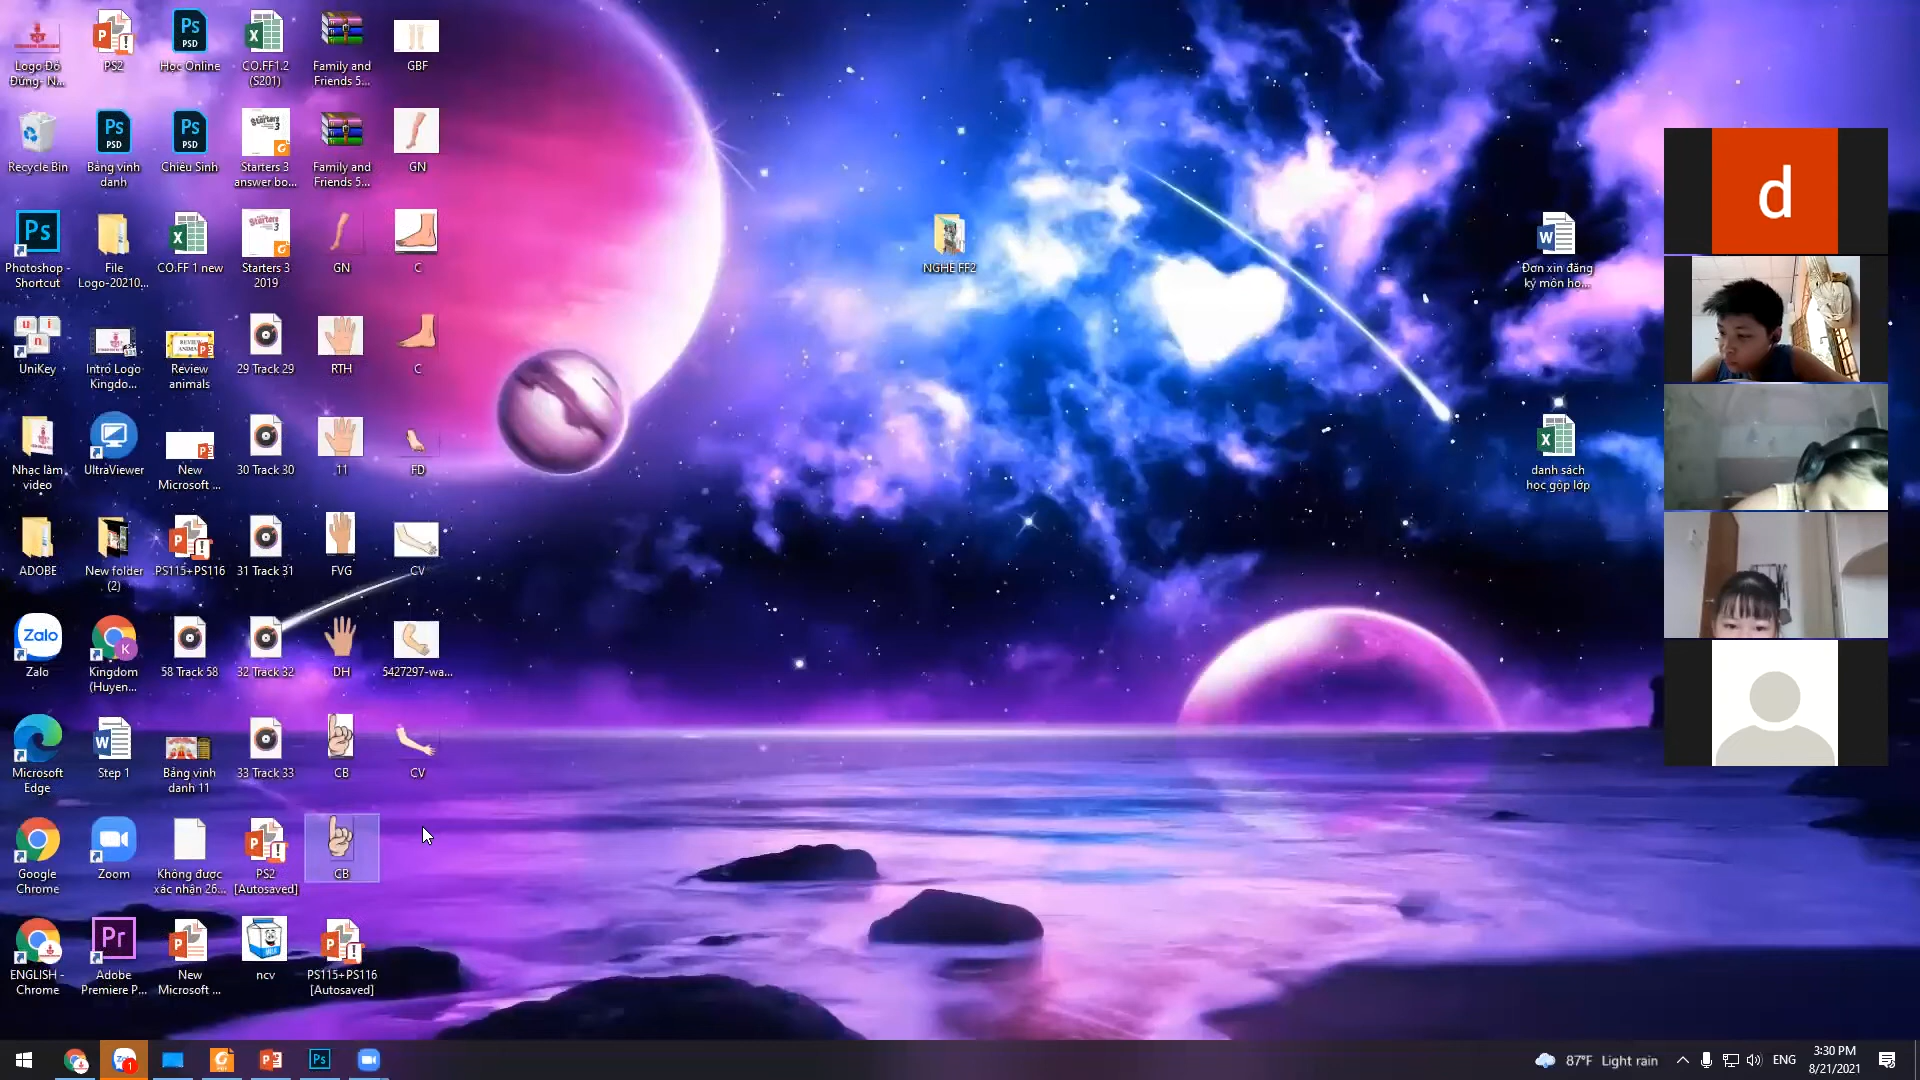 Logo Đỏ
Đứng- N...
PS2
Học Online
CO.FF1.2
(S201)
Family and
Friends 5...
GBF
Recycle Bin
Bảng vinh
danh
Chiêu Sinh
Starters 3
answer bo...
Family and
Friends 5...
GN
Photoshop -
Shortcut
File
Logo-20210...
CO.FF 1 new
Starters 3
2019
GN
C
NGHE FF2
Đơn xin đăng
ký môn ho...
d
UniKey
Intro Logo
Kingdo...
Review
animals
29 Track 29
RTH
C
Nhạc làm
video
UltraViewer
New
Microsoft ...
30 Track 30
11
FD
danh sách
học gộp lớp
ADOBE
New folder
(2)
PS115+PS116
31 Track 31
FVG
CV
Zalo
Zalo
Kingdom
(Huyen...
58 Track 58
32 Track 32
DH
5427297-wa...
Microsoft
Edge
Step 1
Bảng vinh
danh 11
33 Track 33
CB
CV
Google
Chrome
Zoom
Không được
xác nhận 26...
PS2
[Autosaved]
CB
ENGLISH -
Chrome
Adobe
Premiere P...
New
Microsoft ...
ncv
PS115+PS116
[Autosaved]
87°F Light rain
ENG
3:30 PM
8/21/2021